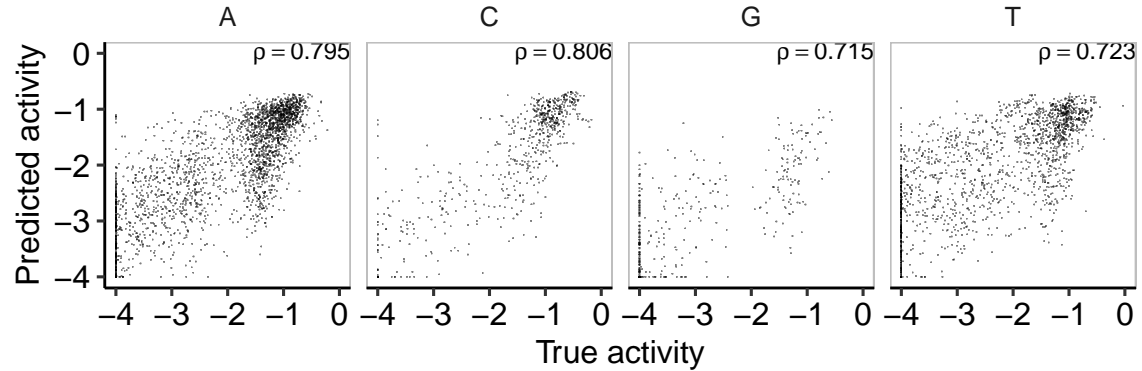 A C G T
ρ = 0.795 ρ = 0.806 ρ = 0.715 ρ = 0.723
Predicted activity
0
−1
−2
−3
−4
−4 −3 −2 −1 0 −4 −3 −2 −1 0 −4 −3 −2 −1 0 −4 −3 −2 −1 0
True activity